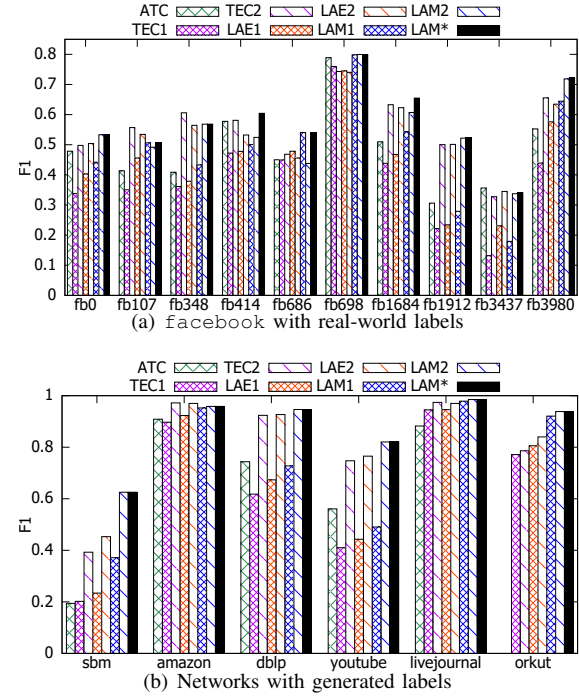 ATC TEC2 LAE2 LAM2
TEC1 LAE1 LAM1 LAM*
F1
0.8
0.7
0.6
0.5
0.4
0.3
0.2
0.1
0
fb0 fb107 fb348 fb414 fb686 fb698 fb1684 fb1912 fb3437 fb3980
(a) facebook with real-world labels
ATC TEC2 LAE2 LAM2
TEC1 LAE1 LAM1 LAM*
F1
1
0.8
0.6
0.4
0.2
0
sbm amazon dblp youtube livejournal orkut
(b) Networks with generated labels